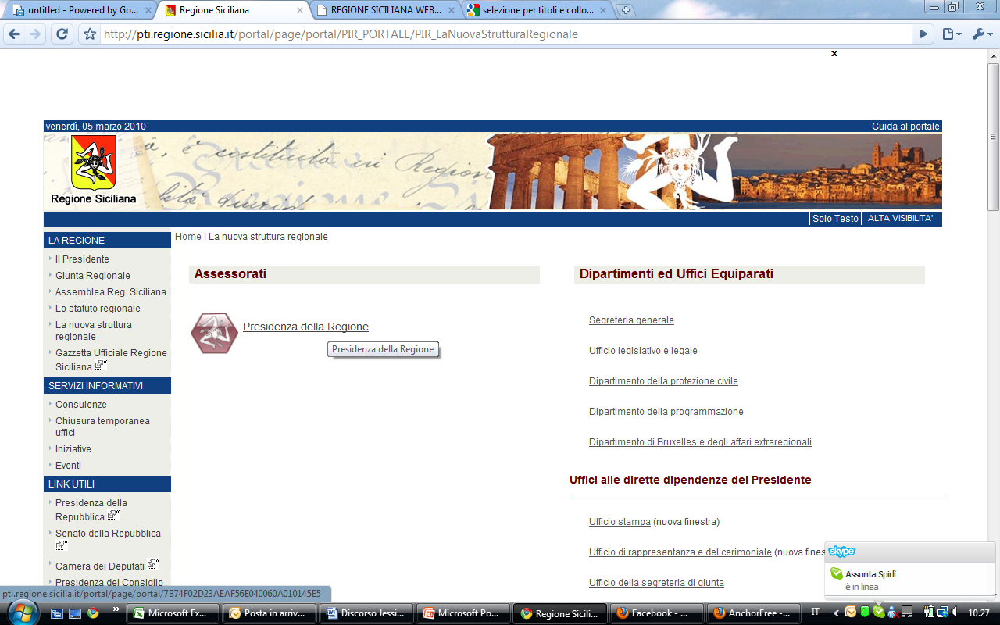 untitled - Powered by Go...
Regione Siciliana
REGIONE SICILIANA WEB...
selezione per titoli e collo...
http://pti.regione.sicilia.it/portal/page/portal/PIR_PORTALE/PIR_LaNuovaStrutturaRegionale
x
venerdì, 05 marzo 2010
Guida al portale
Regione Siciliana
Solo Testo
ALTA VISIBILITA'
LA REGIONE
Il Presidente
Giunta Regionale
Assemblea Reg. Siciliana
Lo statuto regionale
La nuova struttura
regionale
Gazzetta Ufficiale Regione
Siciliana
SERVIZI INFORMATIVI
Consulenze
Chiusura temporanea
uffici
Iniziative
Eventi
LINK UTILI
Presidenza della
Repubblica
Senato della Repubblica
Camera dei Deputati
Presidenza del Consiglio
Home | La nuova struttura regionale
Assessorati
Presidenza della Regione
Presidenza della Regione
Dipartimenti ed Uffici Equiparati
Segreteria generale
Ufficio legislativo e legale
Dipartimento della protezione civile
Dipartimento della programmazione
Dipartimento di Bruxelles e degli affari extraregionali
Uffici alle dirette dipendenze del Presidente
Ufficio stampa (nuova finestra)
Ufficio di rappresentanza e del cerimoniale (nuova fines
Ufficio della segreteria di giunta
skype
Assunta Spirlì
è in linea
pti.regione.sicilia.it/portal/page/portal/7B74F02D23AEAF56E040060A010145E5
Microsoft Ex...
Posta in arriv...
Discorso Jessi...
Microsoft Po...
Regione Sicili...
Facebook - ...
AnchorFree -...
IT
10.27